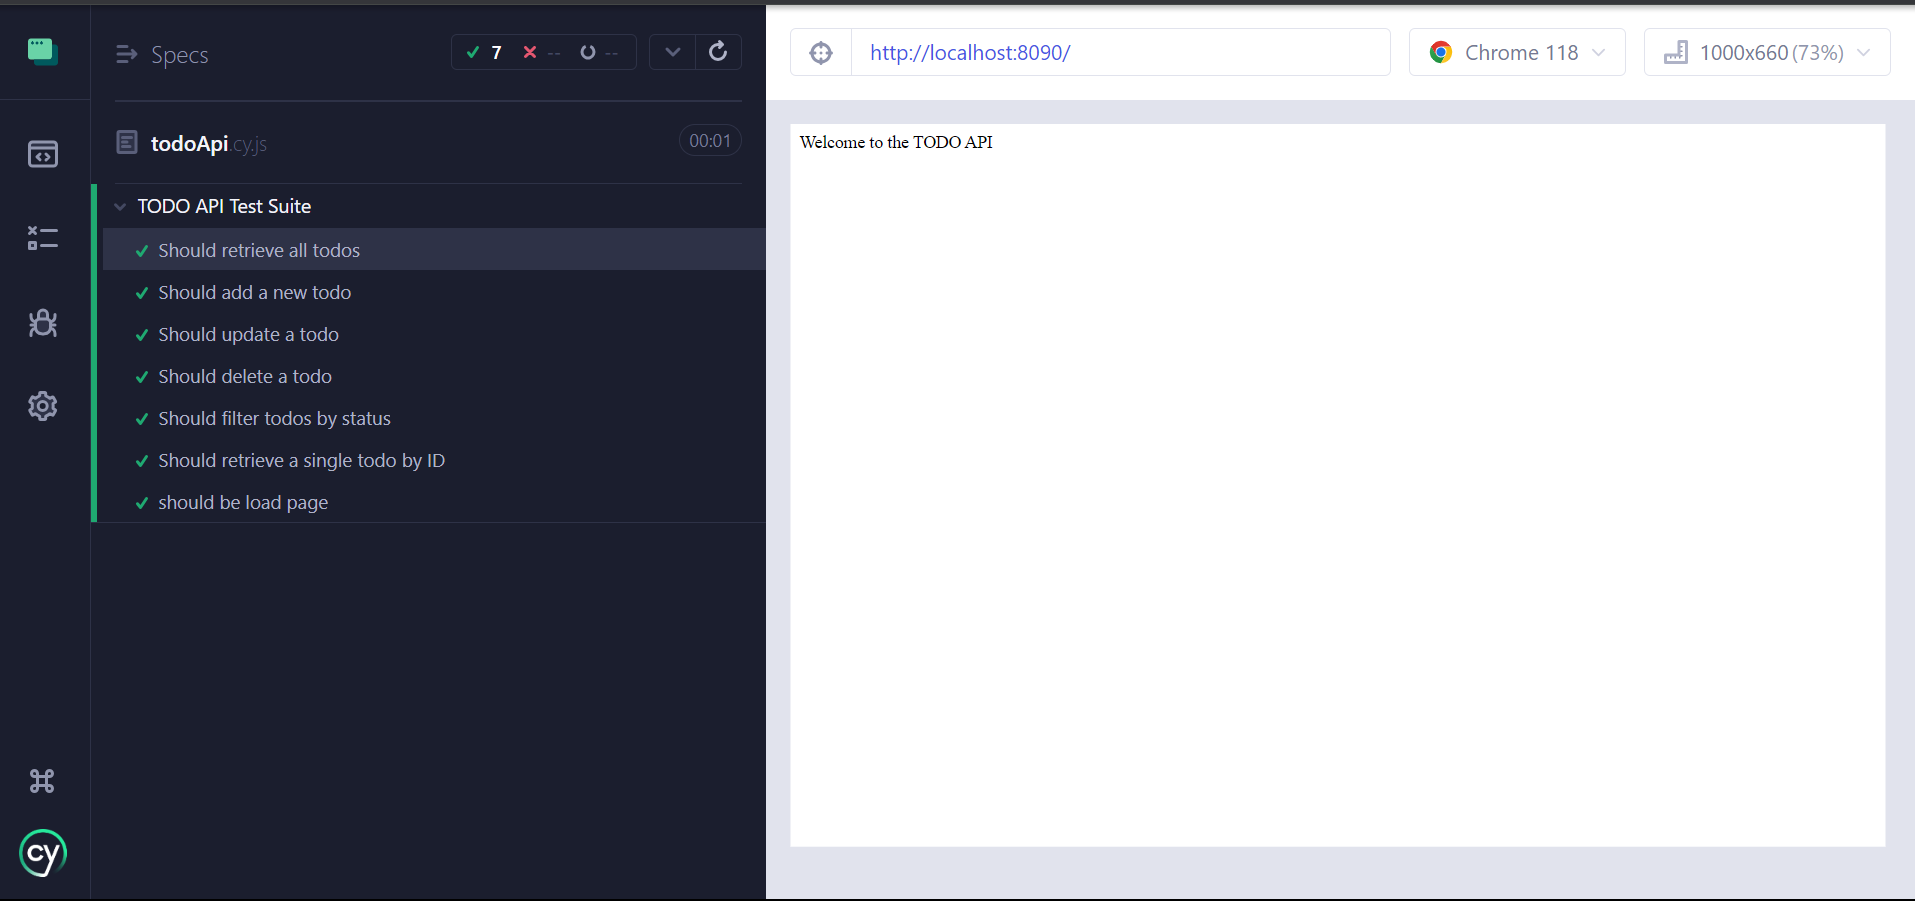 Specs
7 -- --
todoApi.cy.js
00:01
TODO API Test Suite
Should retrieve all todos
Should add a new todo
Should update a todo
Should delete a todo
Should filter todos by status
Should retrieve a single todo by ID
should be load page
cy
http://localhost:8090/
Chrome 118
1000x660 (73%)
Welcome to the TODO API